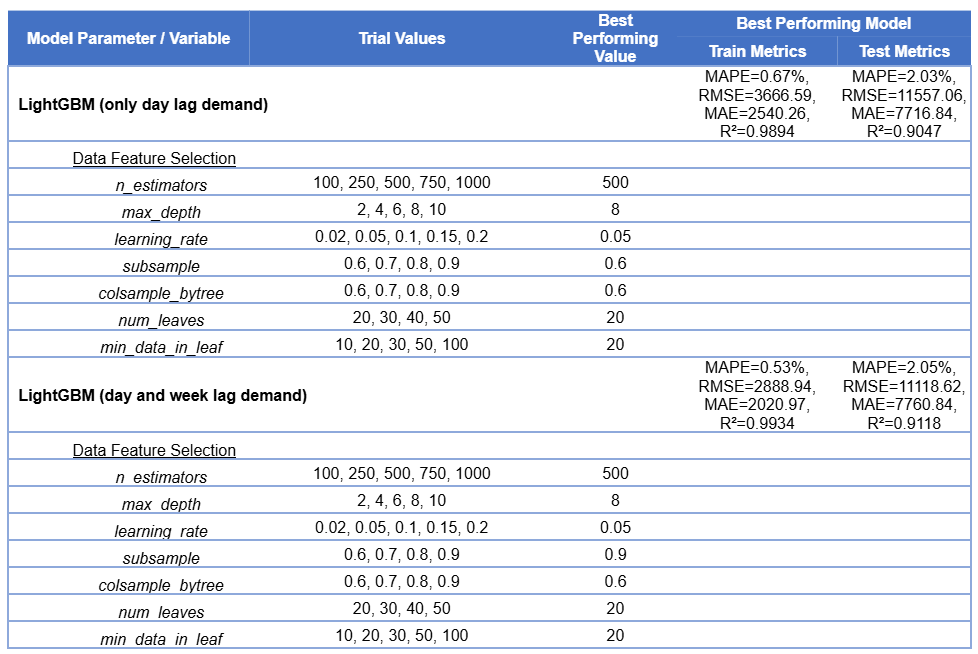 Model Parameter / Variable Trial Values Best Performing Value Best Performing Model
Train Metrics Test Metrics
LightGBM (only day lag demand) MAPE=0.67%, RMSE=3666.59, MAE=2540.26, R²=0.9894 MAPE=2.03%, RMSE=11557.06, MAE=7716.84, R²=0.9047
Data Feature Selection
n_estimators 100, 250, 500, 750, 1000 500
max_depth 2, 4, 6, 8, 10 8
learning_rate 0.02, 0.05, 0.1, 0.15, 0.2 0.05
subsample 0.6, 0.7, 0.8, 0.9 0.6
colsample_bytree 0.6, 0.7, 0.8, 0.9 0.6
num_leaves 20, 30, 40, 50 20
min_data_in_leaf 10, 20, 30, 50, 100 20
LightGBM (day and week lag demand) MAPE=0.53%, RMSE=2888.94, MAE=2020.97, R²=0.9934 MAPE=2.05%, RMSE=11118.62, MAE=7760.84, R²=0.9118
Data Feature Selection
n_estimators 100, 250, 500, 750, 1000 500
max_depth 2, 4, 6, 8, 10 8
learning_rate 0.02, 0.05, 0.1, 0.15, 0.2 0.05
subsample 0.6, 0.7, 0.8, 0.9 0.9
colsample_bytree 0.6, 0.7, 0.8, 0.9 0.6
num_leaves 20, 30, 40, 50 20
min_data_in_leaf 10, 20, 30, 50, 100 20